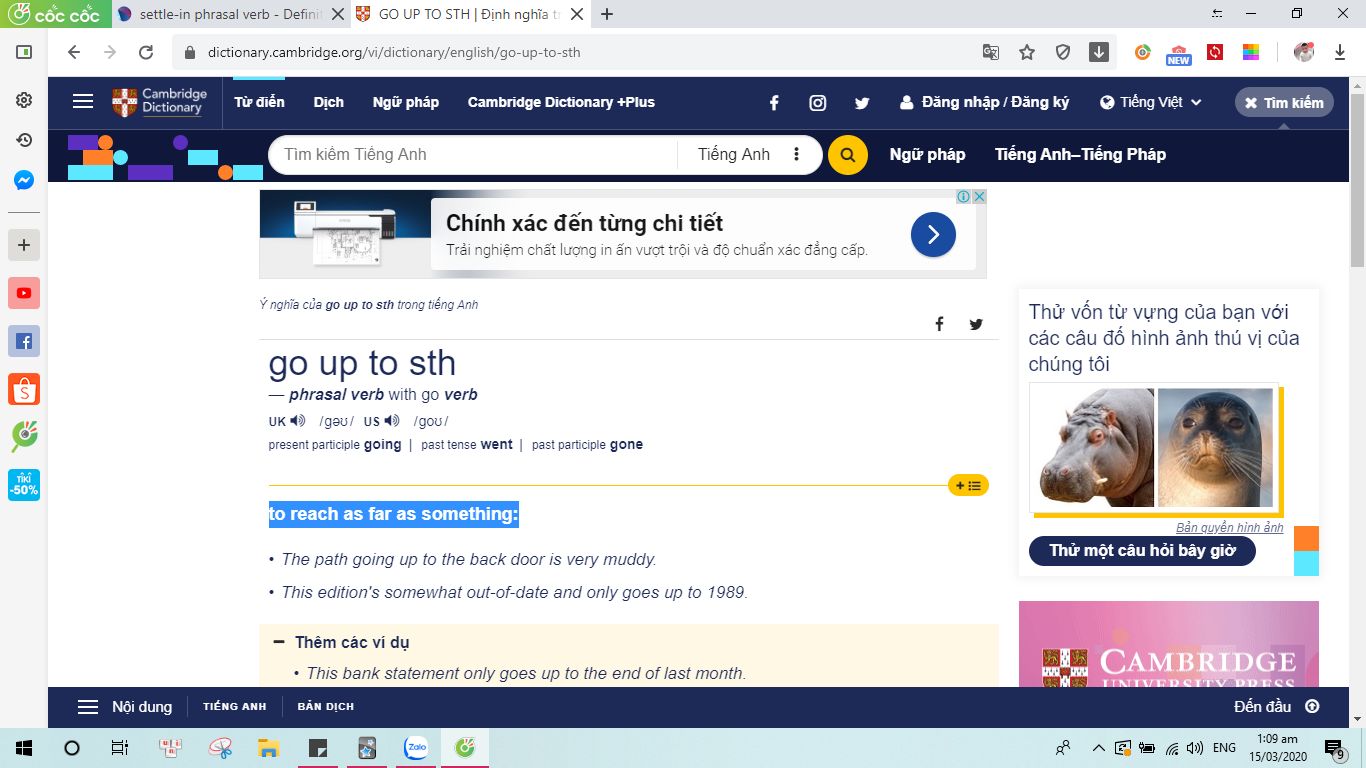 cốc cốc
settle-in phrasal verb - Definit
GO UP TO STH | Định nghĩa tr
dictionary.cambridge.org/vi/dictionary/english/go-up-to-sth
NEW
Cambridge
Dictionary
Từ điển
Dịch
Ngữ pháp
Cambridge Dictionary +Plus
Đăng nhập / Đăng ký
Tiếng Việt
Tìm kiếm
Tìm kiếm Tiếng Anh
Tiếng Anh
Ngữ pháp
Tiếng Anh–Tiếng Pháp
Chính xác đến từng chi tiết
Trải nghiệm chất lượng in ấn vượt trội và độ chuẩn xác đẳng cấp.
Ý nghĩa của go up to sth trong tiếng Anh
go up to sth
— phrasal verb with go verb
UK /ɡəʊ/ US /ɡoʊ/
present participle going | past tense went | past participle gone
to reach as far as something:
• The path going up to the back door is very muddy.
• This edition's somewhat out-of-date and only goes up to 1989.
Thêm các ví dụ
• This bank statement only goes up to the end of last month.
Thử vốn từ vựng của bạn với
các câu đố hình ảnh thú vị của
chúng tôi
Bản quyền hình ảnh
Thử một câu hỏi bây giờ
CAMBRIDGE
UNIVERSITY PRESS
TIKI
-50%
Nội dung
TIẾNG ANH
BẢN DỊCH
Đến đầu
Zalo
ENG
1:09 am
15/03/2020
9